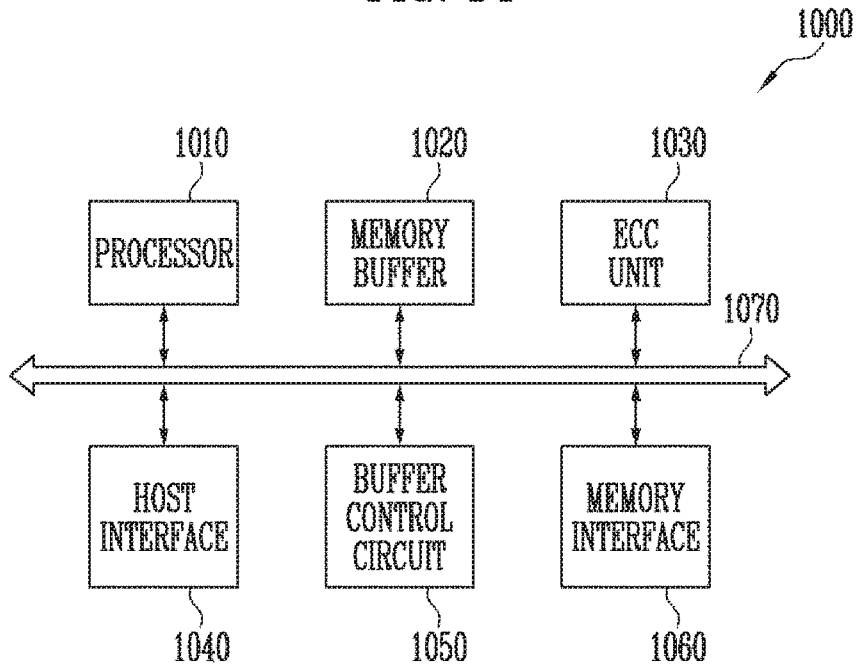 1000
1010 1020 1030
PROCESSOR
MEMORY
BUFFER
ECC
UNIT
1070
HOST
INTERFACE
BUFFER
CONTROL
CIRCUIT
MEMORY
INTERFACE
1040 1050 1060